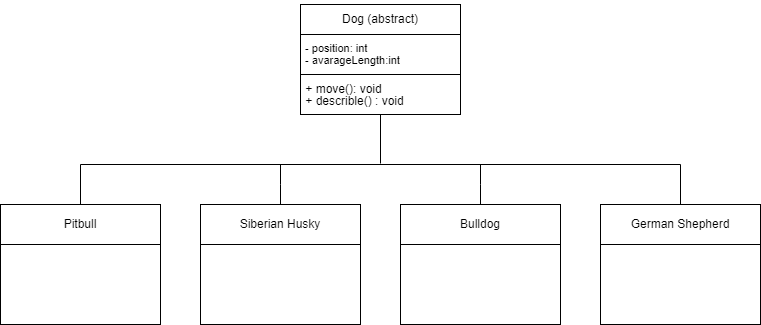 Dog (abstract)
- position: int
- avarageLength:int
+ move(): void
+ describle() : void
Pitbull
Siberian Husky
Bulldog
German Shepherd